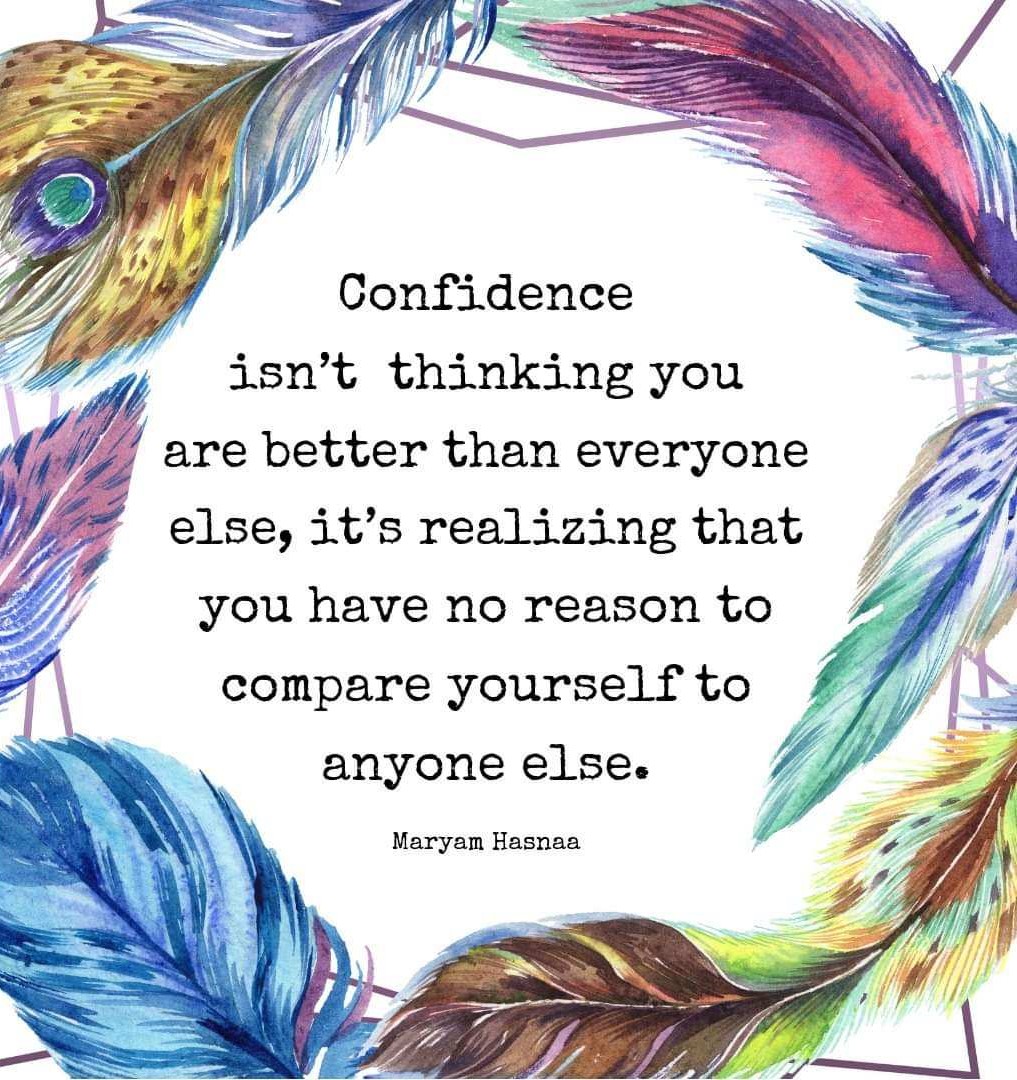 Confidence
isn’t thinking you
are better than everyone
else, it’s realizing that
you have no reason to
compare yourself to
anyone else.
Maryam Hasnaa